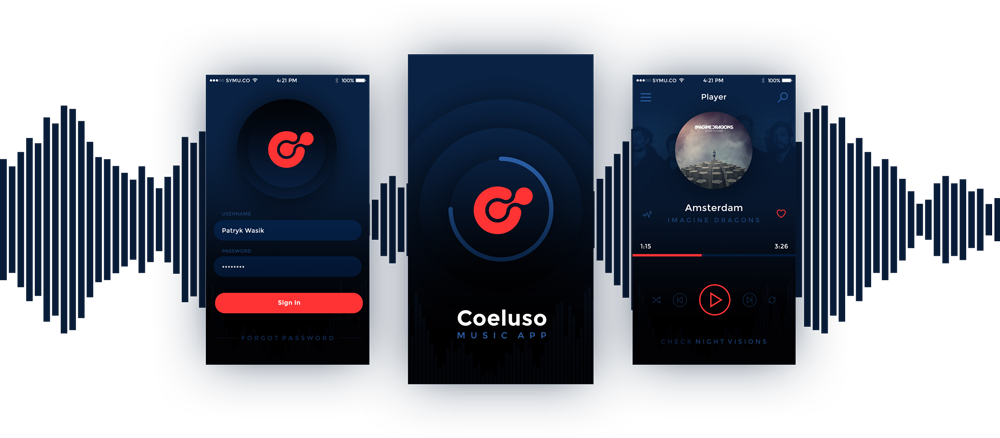 SYMU.CO 4:21 PM 100%
USERNAME
Patryk Wasik
PASSWORD
••••••••
Sign In
FORGOT PASSWORD
Coeluso
MUSIC APP
SYMU.CO 4:21 PM 100%
Player
IMAGINE DRAGONS
Amsterdam
IMAGINE DRAGONS
1:15 3:26
CHECK NIGHT VISIONS